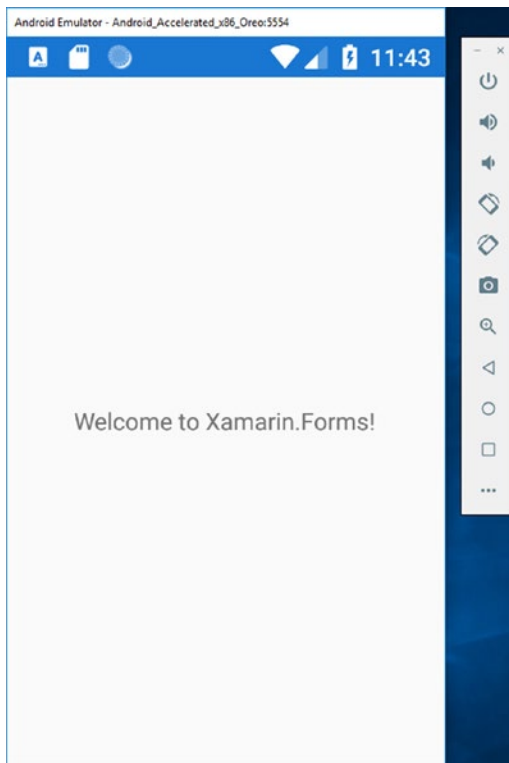 Android Emulator - Android_Accelerated_x86_Oreo:5554
A
11:43
Welcome to Xamarin.Forms!